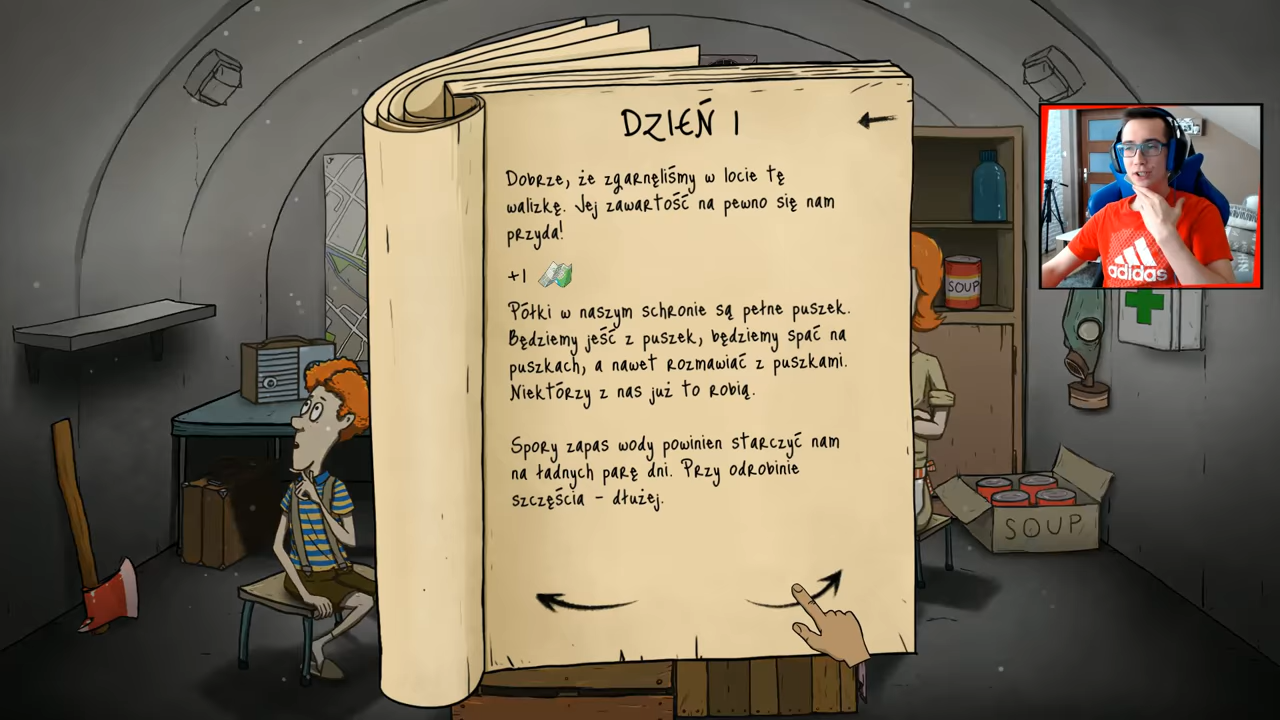 DZIEŃ 1
Dobrze, że zgarnęliśmy w locie tę
walizkę. Jej zawartość na pewno się nam
przyda!
+1
Półki w naszym schronie są pełne puszek.
Będziemy jeść z puszek, będziemy spać na
puszkach, a nawet rozmawiać z puszkami.
Niektórzy z nas już to robią.
Spory zapas wody powinien starczyć nam
na ładnych parę dni. Przy odrobinie
szczęścia – dłużej.
SOUP
SOUP
adidas